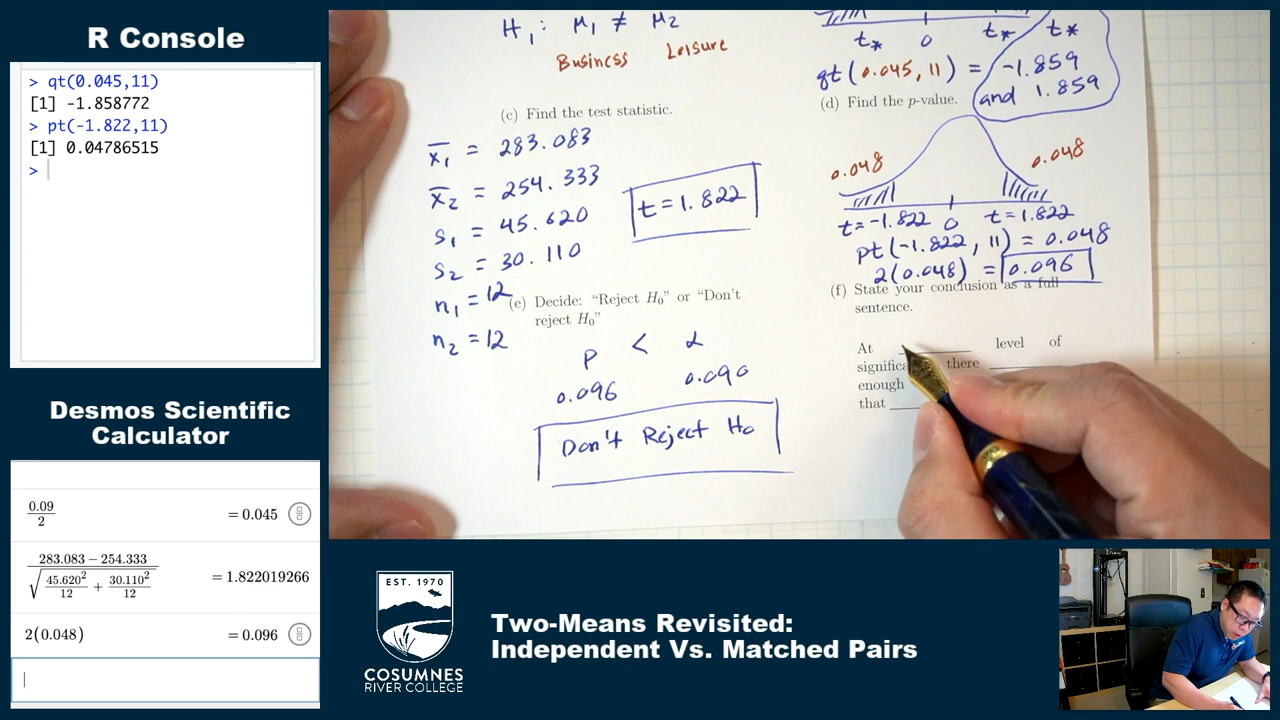 R Console
> qt(0.045,11)
[1] -1.858772
> pt(-1.822,11)
[1] 0.04786515
>
Desmos Scientific
Calculator
0.09
2
= 0.045
283.083 − 254.333
√ 45.620² + 30.110²
12 12
= 1.822019266
2(0.048) = 0.096
H₁: μ₁ ≠ μ₂
Business Leisure
(c) Find the test statistic.
x̄₁ = 283.083
x̄₂ = 254.333
s₁ = 45.620
s₂ = 30.110
n₁ = 12
n₂ = 12
t = 1.822
t* 0 t* t*
qt(0.045, 11) = -1.859
and 1.859
(d) Find the p-value.
0.048 0.048
t = -1.822 0 t = 1.822
pt(-1.822, 11) = 0.048
2(0.048) = 0.096
(e) Decide: “Reject H₀” or “Don’t
reject H₀”
p < α
0.096 0.090
Don't Reject H₀
(f) State your conclusion as a full
sentence.
At level of
there
enough
that
EST. 1970
COSUMNES
RIVER COLLEGE
Two-Means Revisited:
Independent Vs. Matched Pairs